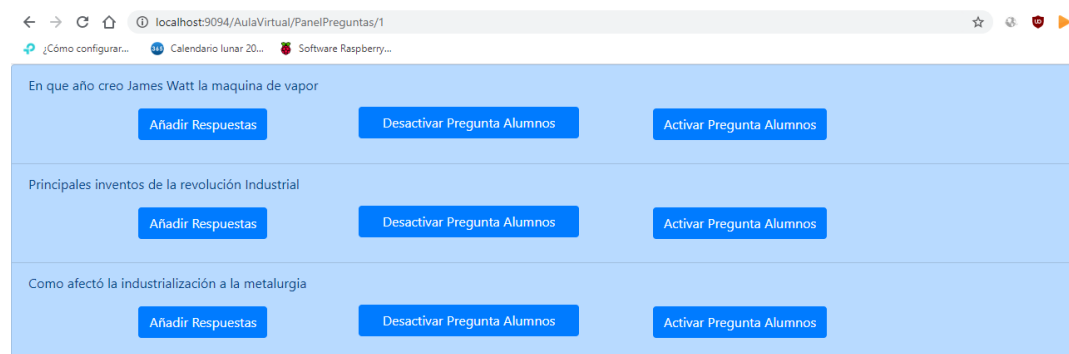 localhost:9094/AulaVirtual/PanelPreguntas/1
¿Cómo configurar... 365 Calendario lunar 20... Software Raspberry...
En que año creo James Watt la maquina de vapor
Añadir Respuestas Desactivar Pregunta Alumnos Activar Pregunta Alumnos
Principales inventos de la revolución Industrial
Añadir Respuestas Desactivar Pregunta Alumnos Activar Pregunta Alumnos
Como afectó la industrialización a la metalurgia
Añadir Respuestas Desactivar Pregunta Alumnos Activar Pregunta Alumnos